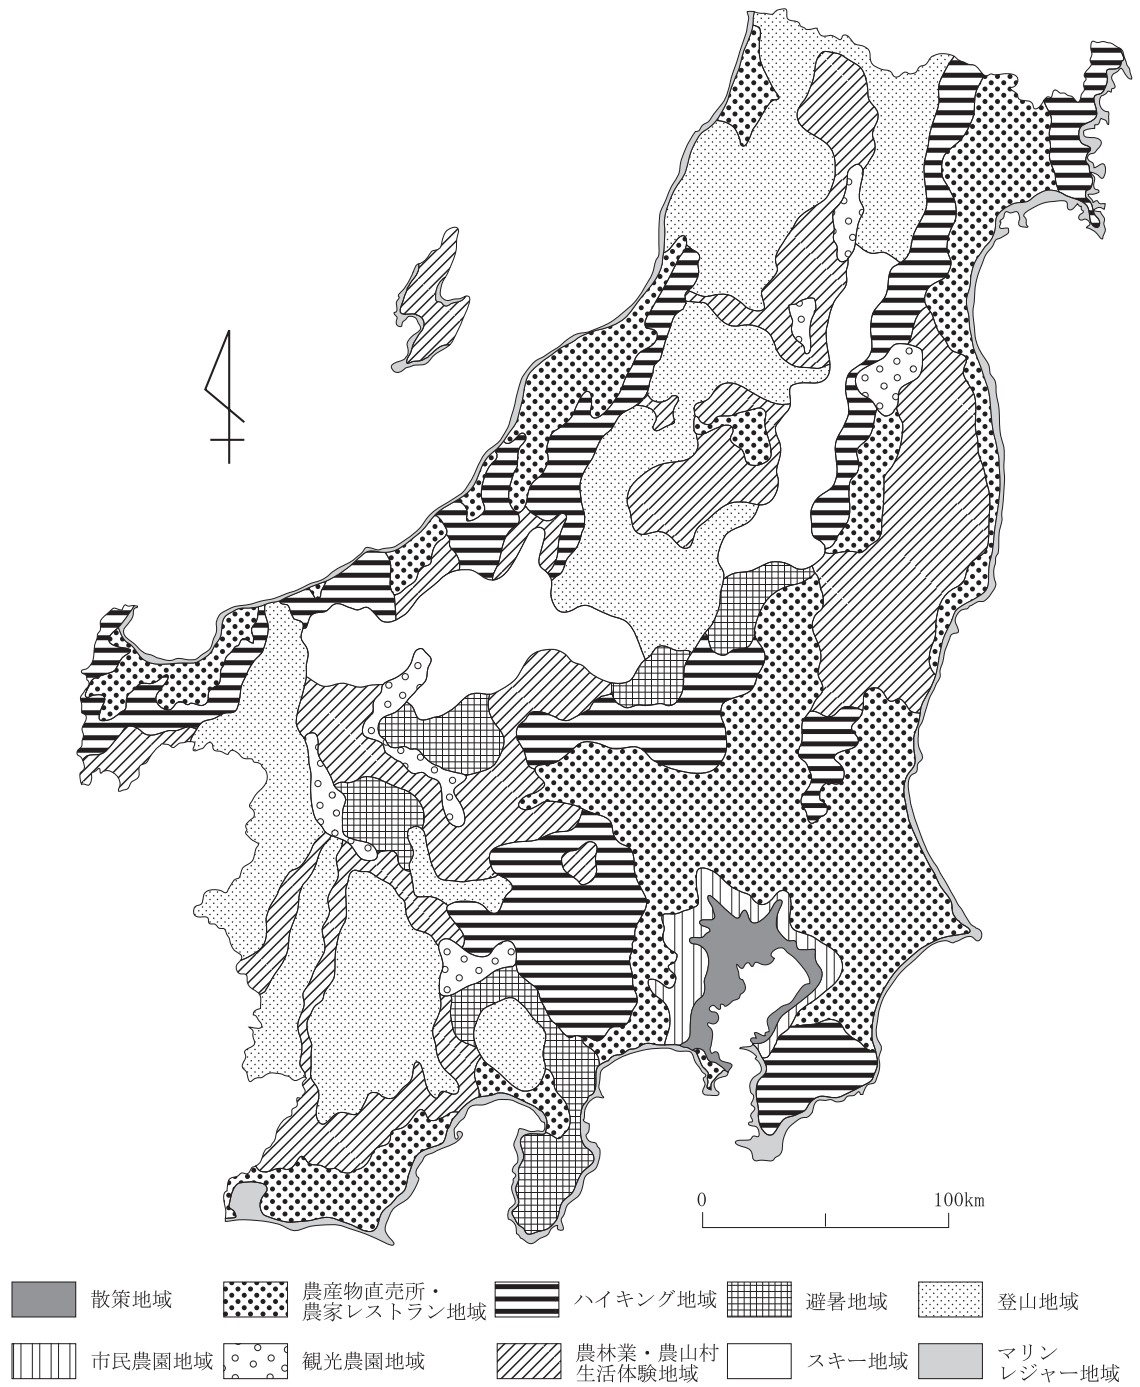 0 100km
散策地域
農産物直売所・
農家レストラン地域
ハイキング地域
避暑地域
登山地域
市民農園地域
観光農園地域
農林業・農山村
生活体験地域
スキー地域
マリン
レジャー地域